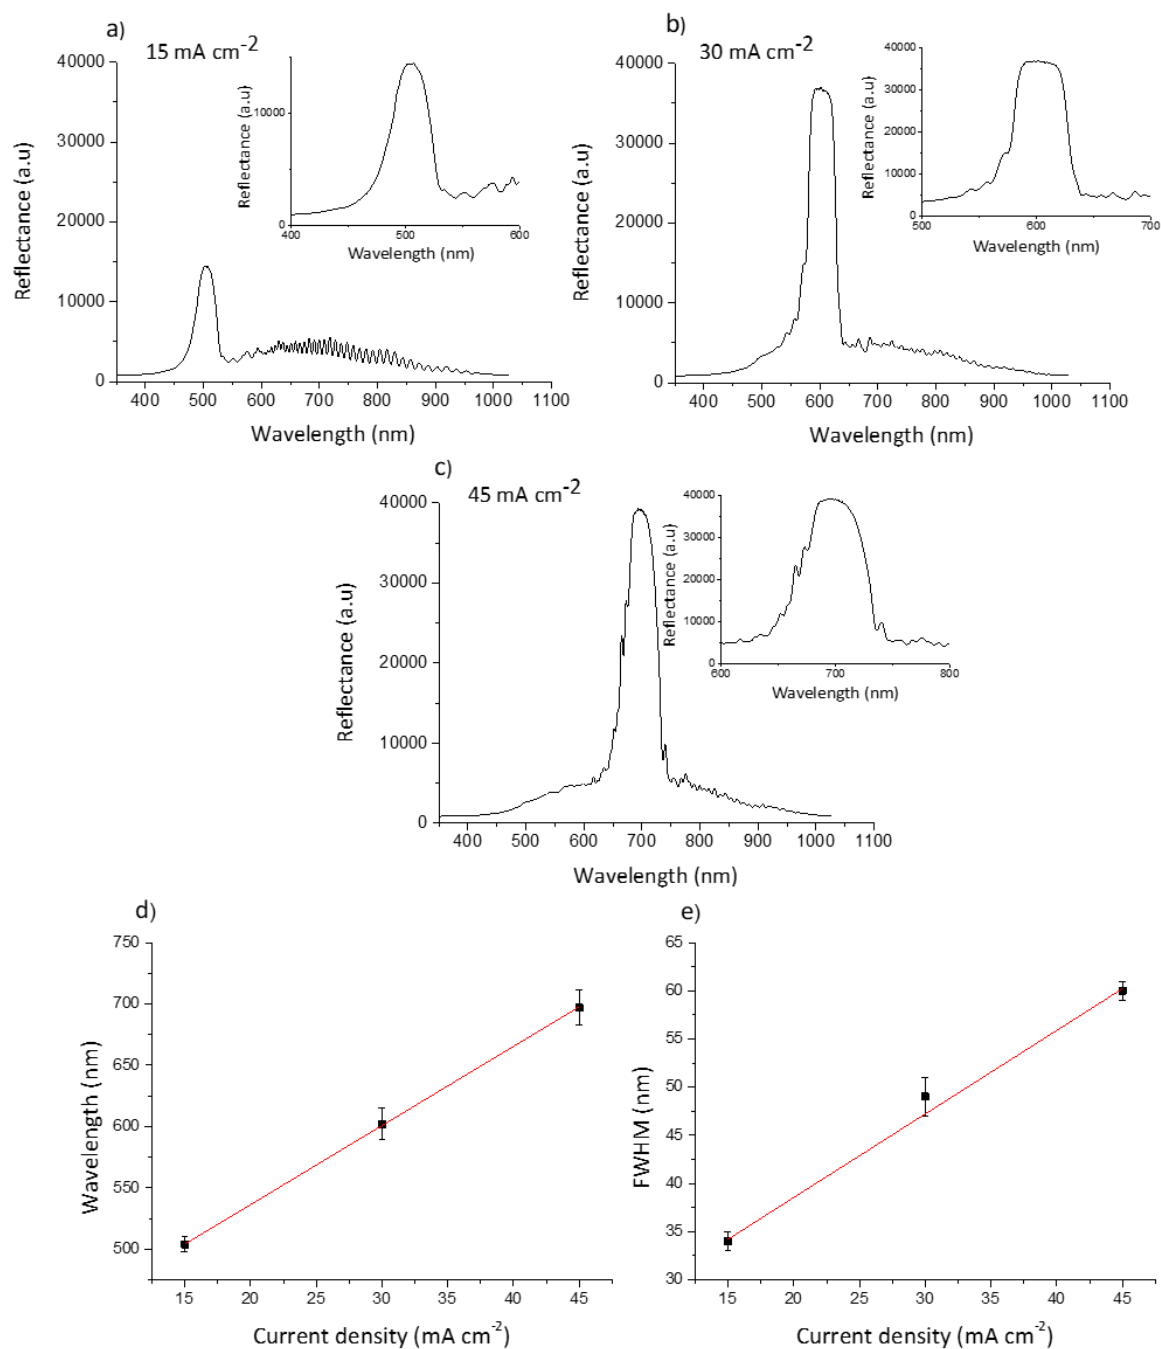 a)
15 mA cm-2
Reflectance (a.u)
40000
30000
20000
10000
0
400 500 600 700 800 900 1000 1100
Wavelength (nm)
Reflectance (a.u)
10000
0
400 500 600
Wavelength (nm)
b)
30 mA cm-2
Reflectance (a.u)
40000
30000
20000
10000
0
400 500 600 700 800 900 1000 1100
Wavelength (nm)
Reflectance (a.u)
40000
30000
20000
10000
0
500 600 700
Wavelength (nm)
c)
45 mA cm-2
Reflectance (a.u)
40000
30000
20000
10000
0
400 500 600 700 800 900 1000 1100
Wavelength (nm)
Reflectance (a.u)
40000
30000
20000
10000
0
600 700 800
Wavelength (nm)
d)
Wavelength (nm)
750
700
650
600
550
500
15 20 25 30 35 40 45
Current density (mA cm-2)
e)
FWHM (nm)
65
60
55
50
45
40
35
30
15 20 25 30 35 40 45
Current density (mA cm-2)